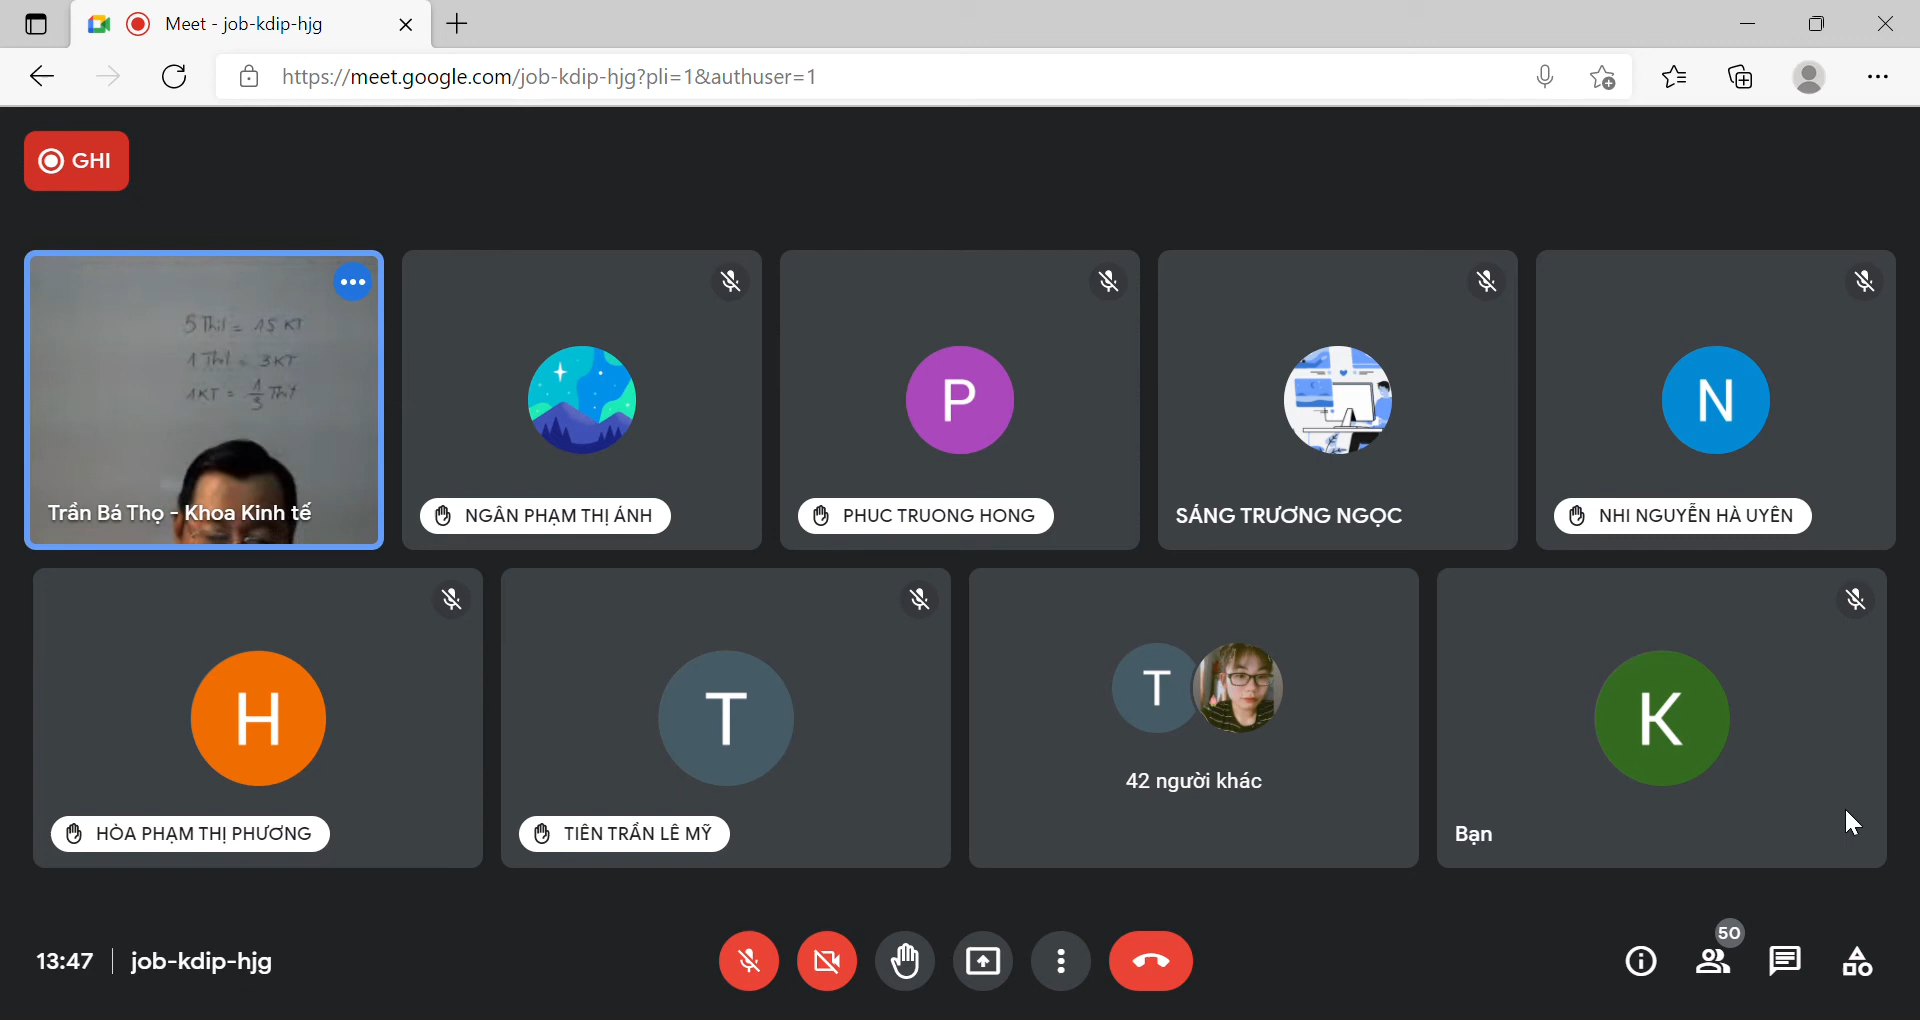 Meet - job-kdip-hjg
https://meet.google.com/job-kdip-hjg?pli=1&authuser=1
GHI
5 Thịt = 15 KT
1 Thịt = 3KT
1KT = 1/3 Thịt
Trần Bá Thọ - Khoa Kinh tế
NGÂN PHẠM THỊ ÁNH
P
PHUC TRUONG HONG
SÁNG TRƯƠNG NGỌC
N
NHI NGUYỄN HÀ UYÊN
H
HÒA PHẠM THỊ PHƯƠNG
T
TIÊN TRẦN LÊ MỸ
T
42 người khác
K
Bạn
13:47
job-kdip-hjg
50